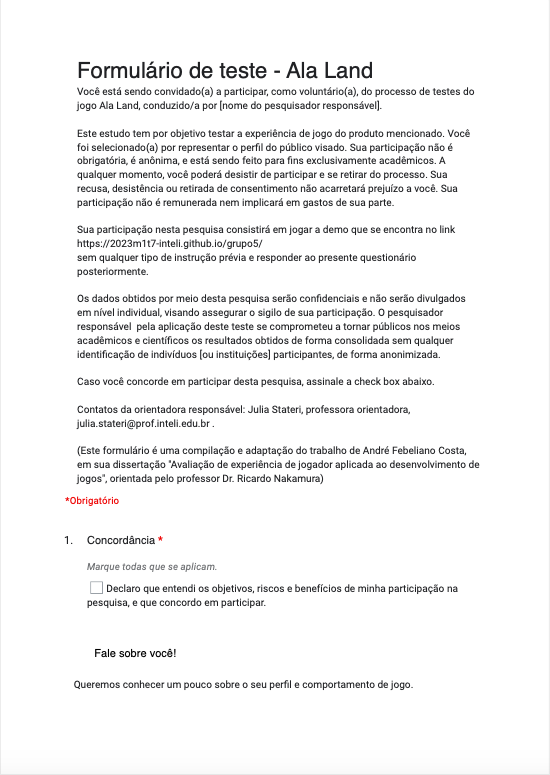 Formulário de teste - Ala Land
Você está sendo convidado(a) a participar, como voluntário(a), do processo de testes do
jogo Ala Land, conduzido/a por [nome do pesquisador responsável].
Este estudo tem por objetivo testar a experiência de jogo do produto mencionado. Você
foi selecionado(a) por representar o perfil do público visado. Sua participação não é
obrigatória, é anônima, e está sendo feito para fins exclusivamente acadêmicos. A
qualquer momento, você poderá desistir de participar e se retirar do processo. Sua
recusa, desistência ou retirada de consentimento não acarretará prejuízo a você. Sua
participação não é remunerada nem implicará em gastos de sua parte.
Sua participação nesta pesquisa consistirá em jogar a demo que se encontra no link
https://2023m1t7-inteli.github.io/grupo5/
sem qualquer tipo de instrução prévia e responder ao presente questionário
posteriormente.
Os dados obtidos por meio desta pesquisa serão confidenciais e não serão divulgados
em nível individual, visando assegurar o sigilo de sua participação. O pesquisador
responsável pela aplicação deste teste se comprometeu a tornar públicos nos meios
acadêmicos e científicos os resultados obtidos de forma consolidada sem qualquer
identificação de indivíduos [ou instituições] participantes, de forma anonimizada.
Caso você concorde em participar desta pesquisa, assinale a check box abaixo.
Contatos da orientadora responsável: Julia Stateri, professora orientadora,
julia.stateri@prof.inteli.edu.br .
(Este formulário é uma compilação e adaptação do trabalho de André Febeliano Costa,
em sua dissertação "Avaliação de experiência de jogador aplicada ao desenvolvimento de
jogos", orientada pelo professor Dr. Ricardo Nakamura)
*Obrigatório
1. Concordância *
Marque todas que se aplicam.
Declaro que entendi os objetivos, riscos e benefícios de minha participação na
pesquisa, e que concordo em participar.
Fale sobre você!
Queremos conhecer um pouco sobre o seu perfil e comportamento de jogo.